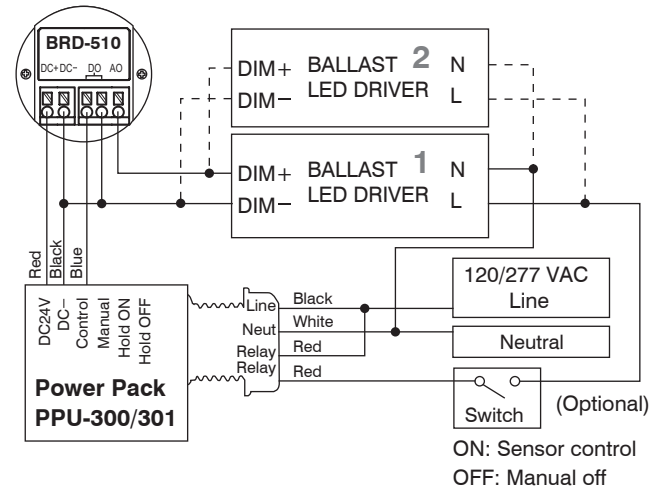 BRD-510
DC+ DC- DO AO
DIM+ BALLAST 2 N
DIM− LED DRIVER L
DIM+ BALLAST 1 N
DIM− LED DRIVER L
Red
Black
Blue
DC24V
DC−
Control
Manual
Hold ON
Hold OFF
Power Pack
PPU-300/301
Line
Neut
Relay
Relay
Black
White
Red
Red
120/277 VAC
Line
Neutral
Switch
(Optional)
ON: Sensor control
OFF: Manual off